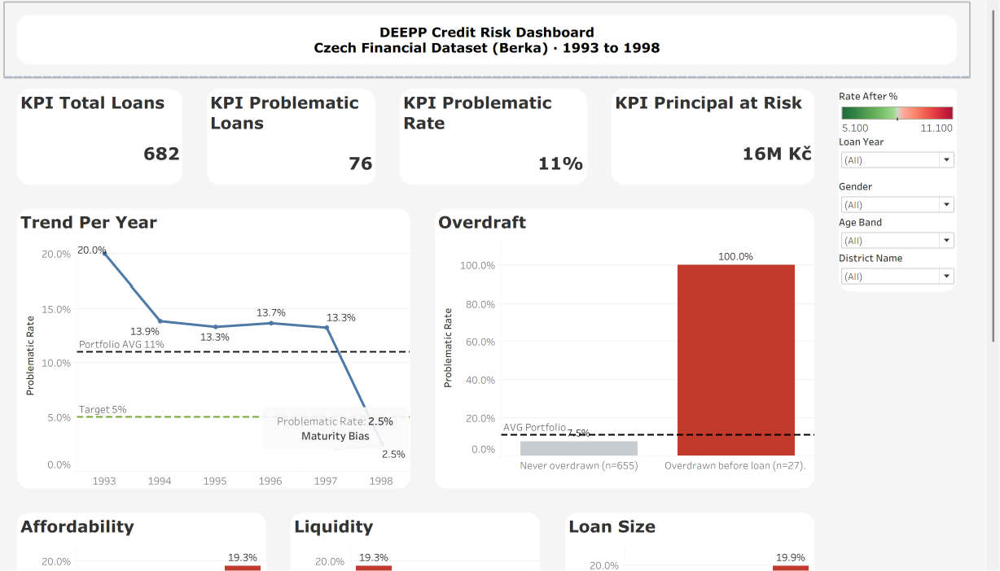 DEEPP Credit Risk Dashboard
Czech Financial Dataset (Berka) · 1993 to 1998
KPI Total Loans
682
KPI Problematic
Loans
76
KPI Problematic
Rate
11%
KPI Principal at Risk
16M Kč
Rate After %
5.100 11.100
Loan Year
(All)
Gender
(All)
Age Band
(All)
District Name
(All)
Trend Per Year
Problematic Rate
20.0%
15.0%
10.0%
5.0%
0.0%
20.0%
13.9%
13.3%
13.7%
13.3%
Portfolio AVG 11%
Target 5%
Problematic Rate: 2.5%
Maturity Bias
2.5%
1993 1994 1995 1996 1997 1998
Overdraft
Problematic Rate
100.0%
80.0%
60.0%
40.0%
20.0%
0.0%
100.0%
AVG Portfolio
7.5%
Never overdrawn (n=655) Overdrawn before loan (n=27).
Affordability
20.0%
19.3%
Liquidity
20.0%
19.3%
Loan Size
20.0%
19.9%